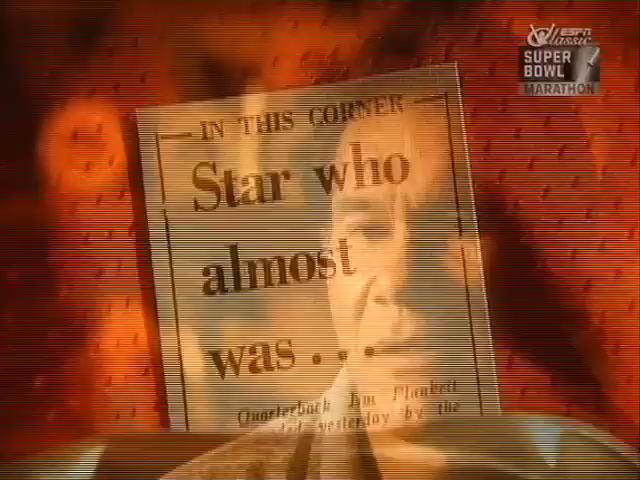 ESPN
Classic
SUPER
BOWL
MARATHON
IN THIS CORNER
Star who
almost
was...
Quarterback Jim Plunkett
yesterday by the